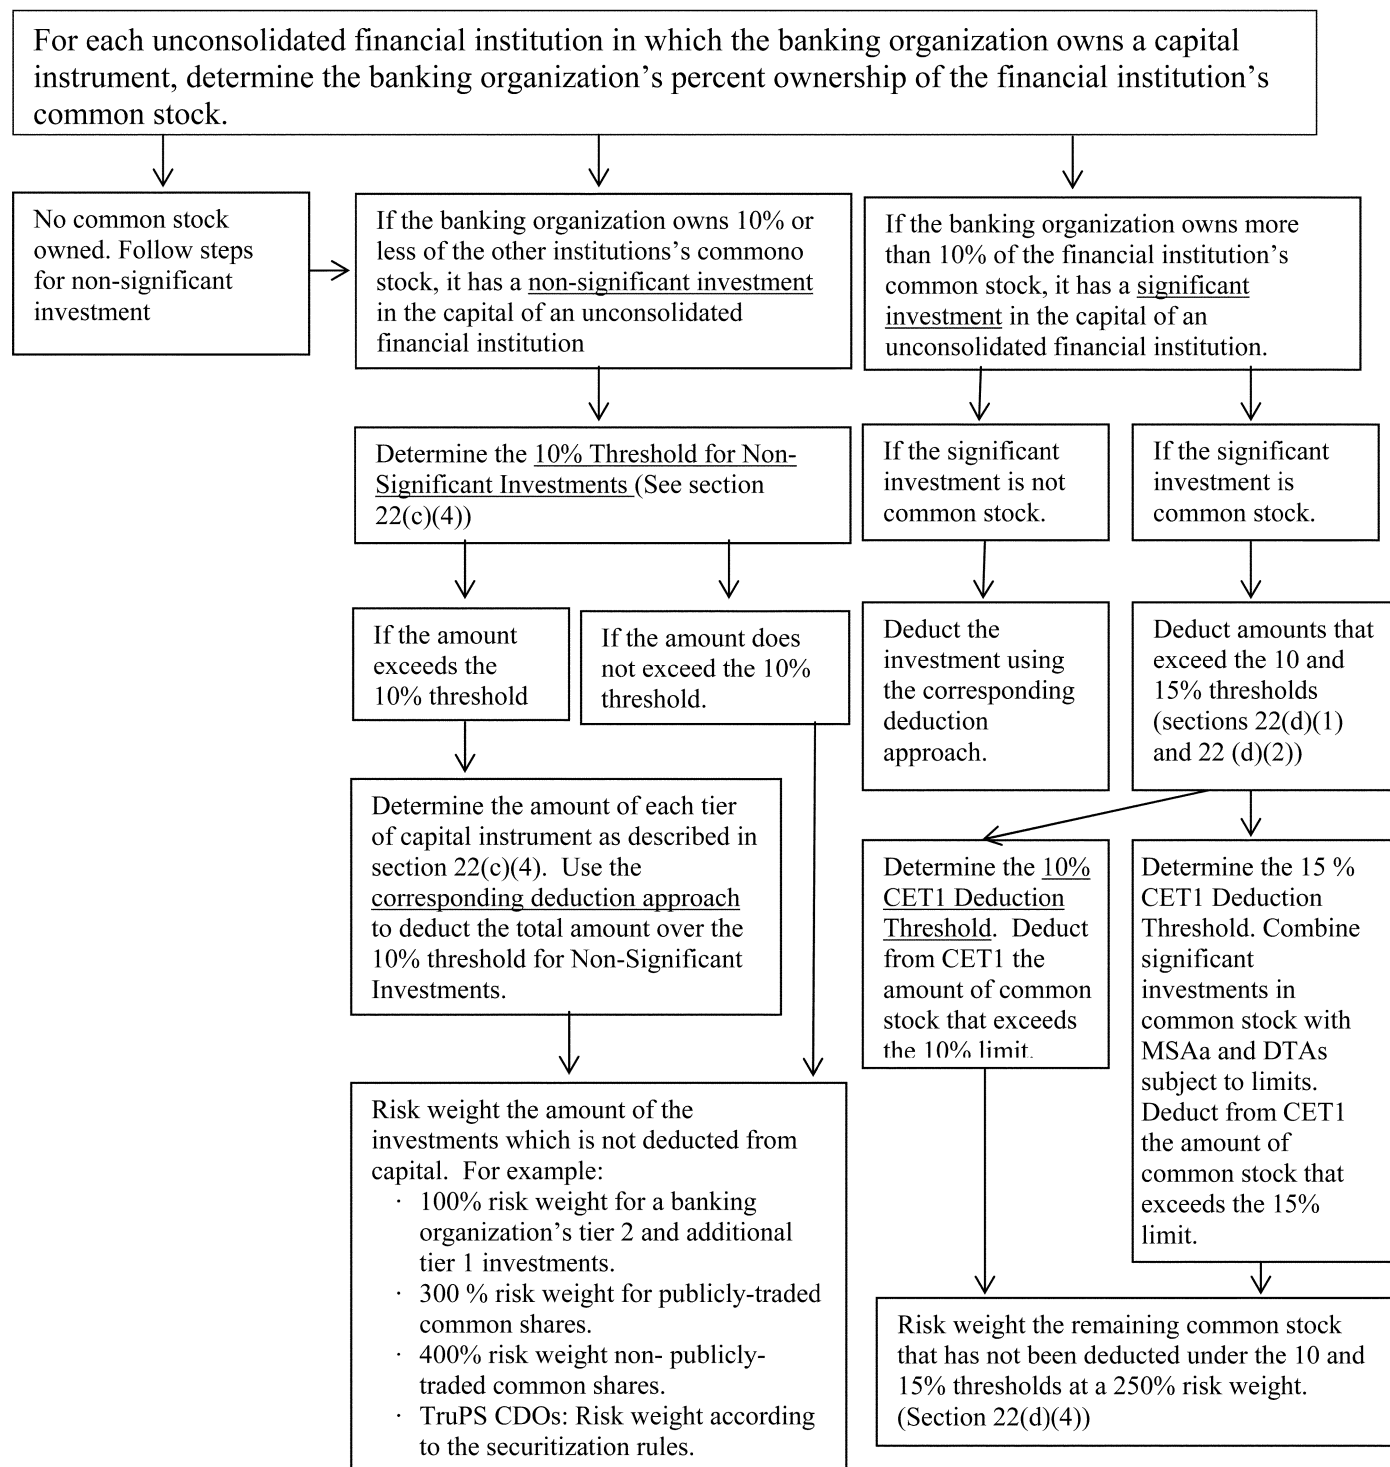 For each unconsolidated financial institution in which the banking organization owns a capital
instrument, determine the banking organization's percent ownership of the financial institution's
common stock.
No common stock
owned. Follow steps
for non-significant
investment
If the banking organization owns 10% or
less of the other institutions's commono
stock, it has a non-significant investment
in the capital of an unconsolidated
financial institution
If the banking organization owns more
than 10% of the financial institution's
common stock, it has a significant
investment in the capital of an
unconsolidated financial institution.
Determine the 10% Threshold for Non-
Significant Investments (See section
22(c)(4))
If the significant
investment is not
common stock.
If the significant
investment is
common stock.
If the amount
exceeds the
10% threshold
If the amount does
not exceed the 10%
threshold.
Deduct the
investment using
the corresponding
deduction
approach.
Deduct amounts that
exceed the 10 and
15% thresholds
(sections 22(d)(1)
and 22 (d)(2))
Determine the amount of each tier
of capital instrument as described in
section 22(c)(4).  Use the
corresponding deduction approach
to deduct the total amount over the
10% threshold for Non-Significant
Investments.
Determine the 10%
CET1 Deduction
Threshold.  Deduct
from CET1 the
amount of common
stock that exceeds
the 10% limit.
Determine the 15 %
CET1 Deduction
Threshold. Combine
significant
investments in
common stock with
MSAa and DTAs
subject to limits.
Deduct from CET1
the amount of
common stock that
exceeds the 15%
limit.
Risk weight the amount of the
investments which is not deducted from
capital.  For example:
· 100% risk weight for a banking
organization's tier 2 and additional
tier 1 investments.
· 300 % risk weight for publicly-traded
common shares.
· 400% risk weight non- publicly-
traded common shares.
· TruPS CDOs: Risk weight according
to the securitization rules.
Risk weight the remaining common stock
that has not been deducted under the 10 and
15% thresholds at a 250% risk weight.
(Section 22(d)(4))